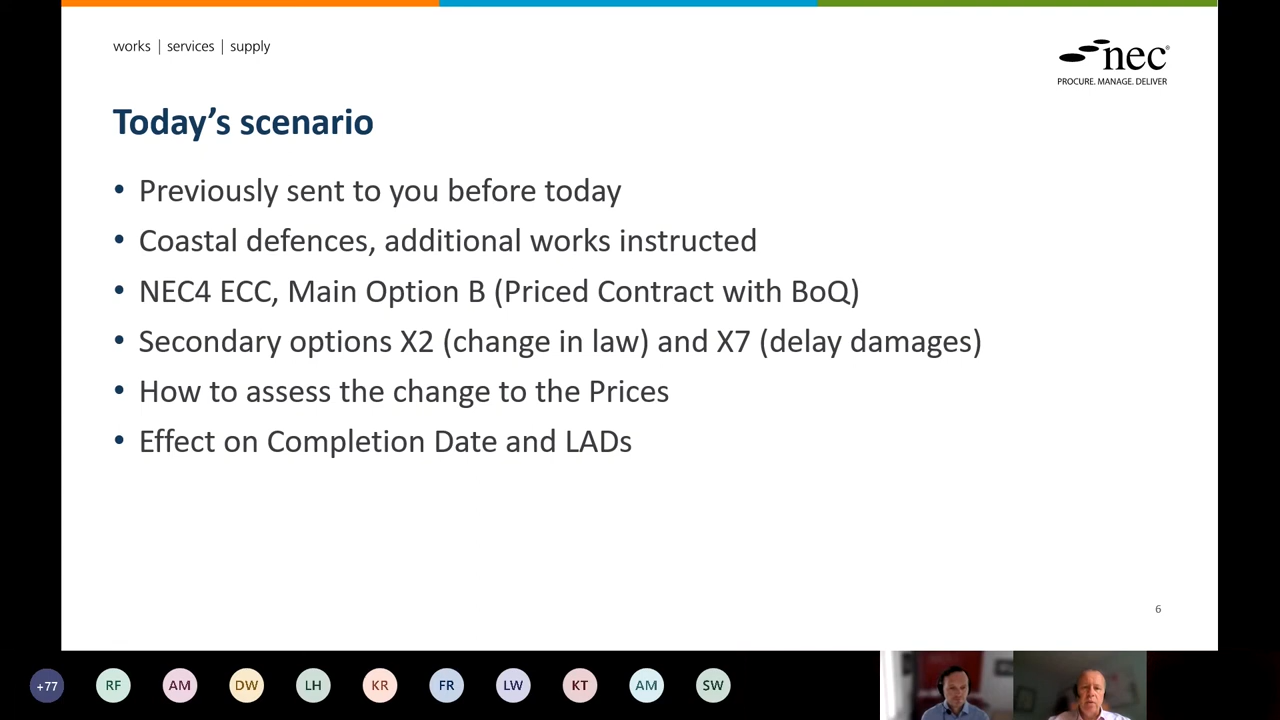 works | services | supply
nec®
PROCURE. MANAGE. DELIVER
Today’s scenario
• Previously sent to you before today
• Coastal defences, additional works instructed
• NEC4 ECC, Main Option B (Priced Contract with BoQ)
• Secondary options X2 (change in law) and X7 (delay damages)
• How to assess the change to the Prices
• Effect on Completion Date and LADs
6
+77 RF AM DW LH KR FR LW KT AM SW